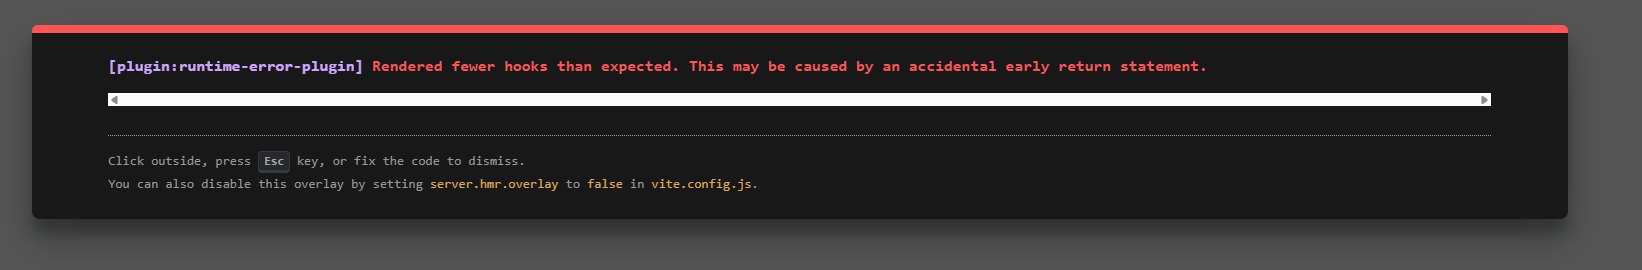 [plugin:runtime-error-plugin] Rendered fewer hooks than expected. This may be caused by an accidental early return statement.
Click outside, press Esc key, or fix the code to dismiss.
You can also disable this overlay by setting server.hmr.overlay to false in vite.config.js.